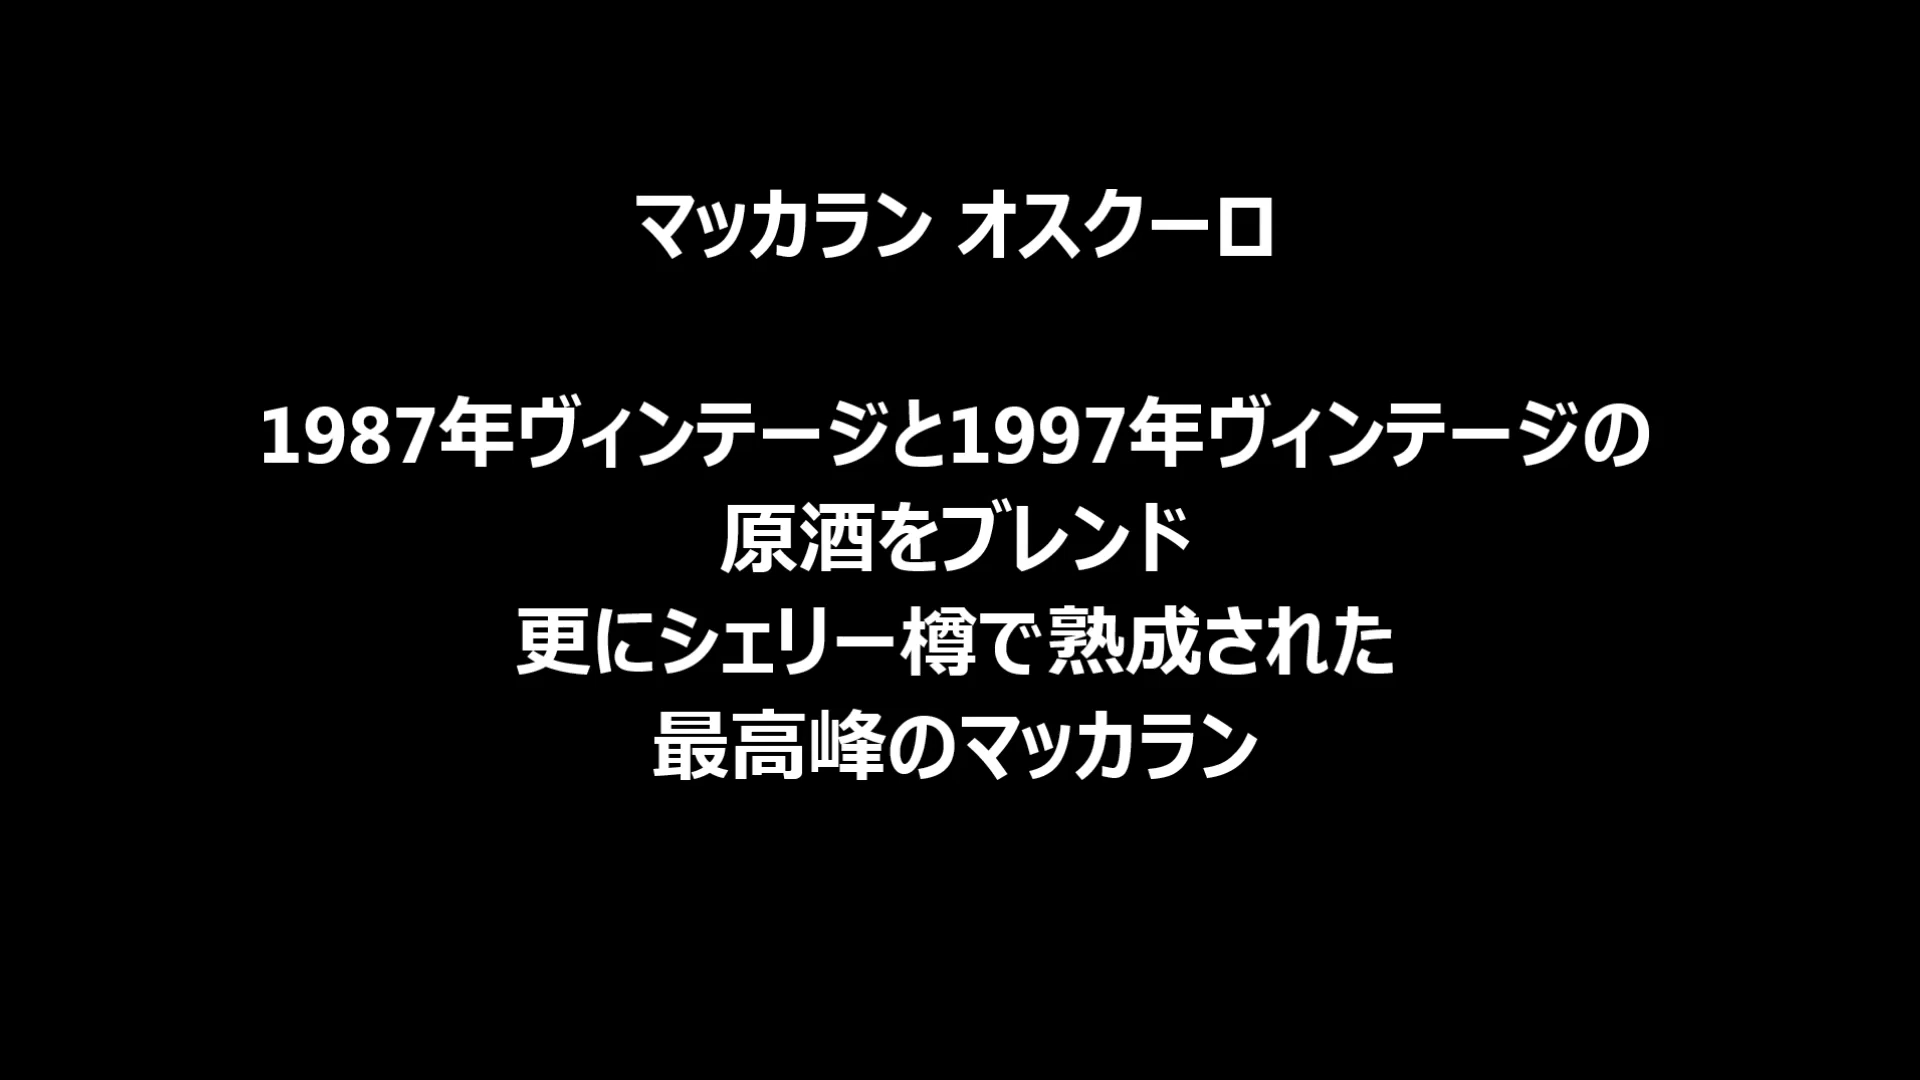 マッカラン オスクーロ
1987年ヴィンテージと1997年ヴィンテージの
原酒をブレンド
更にシェリー樽で熟成された
最高峰のマッカラン